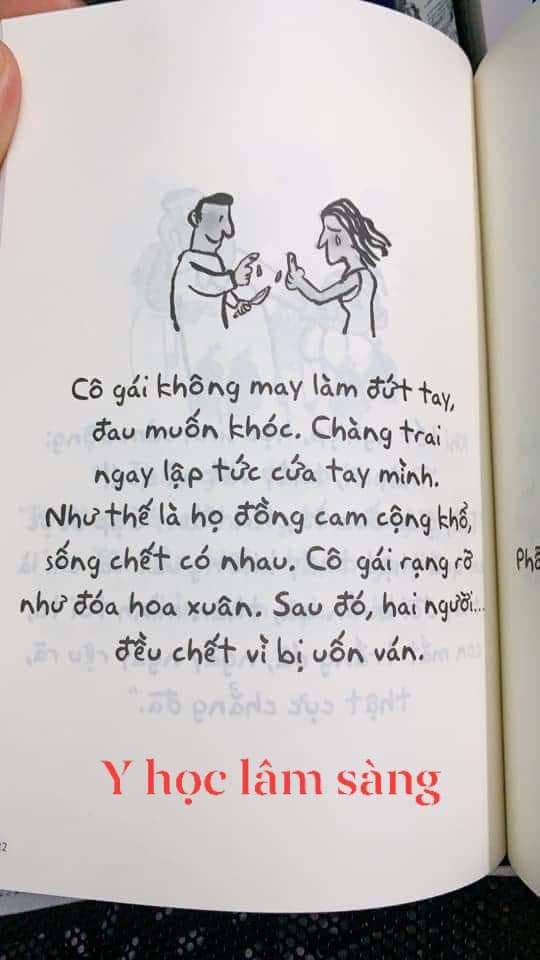 Cô gái không may làm đứt tay,
đau muốn khóc. Chàng trai
ngay lập tức cứa tay mình.
Như thế là họ đồng cam cộng khổ,
sống chết có nhau. Cô gái rạng rỡ
như đóa hoa xuân. Sau đó, hai người...
đều chết vì bị uốn ván.
Y học lâm sàng